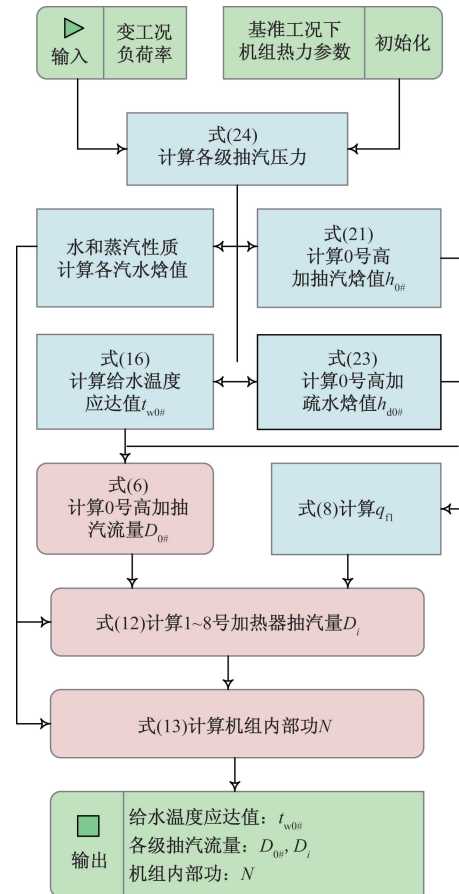 输入
变工况
负荷率
基准工况下
机组热力参数
初始化
式(24)
计算各级抽汽压力
水和蒸汽性质
计算各汽水焓值
式(21)
计算0号高
加抽汽焓值h0#
式(16)
计算给水温度
应达值tw0#
式(23)
计算0号高加
疏水焓值hd0#
式(6)
计算0号高加抽
汽流量D0#
式(8)计算qf1
式(12)计算1~8号加热器抽汽量Di
式(13)计算机组内部功N
输出
给水温度应达值：tw0#
各级抽汽流量：D0#, Di
机组内部功：N